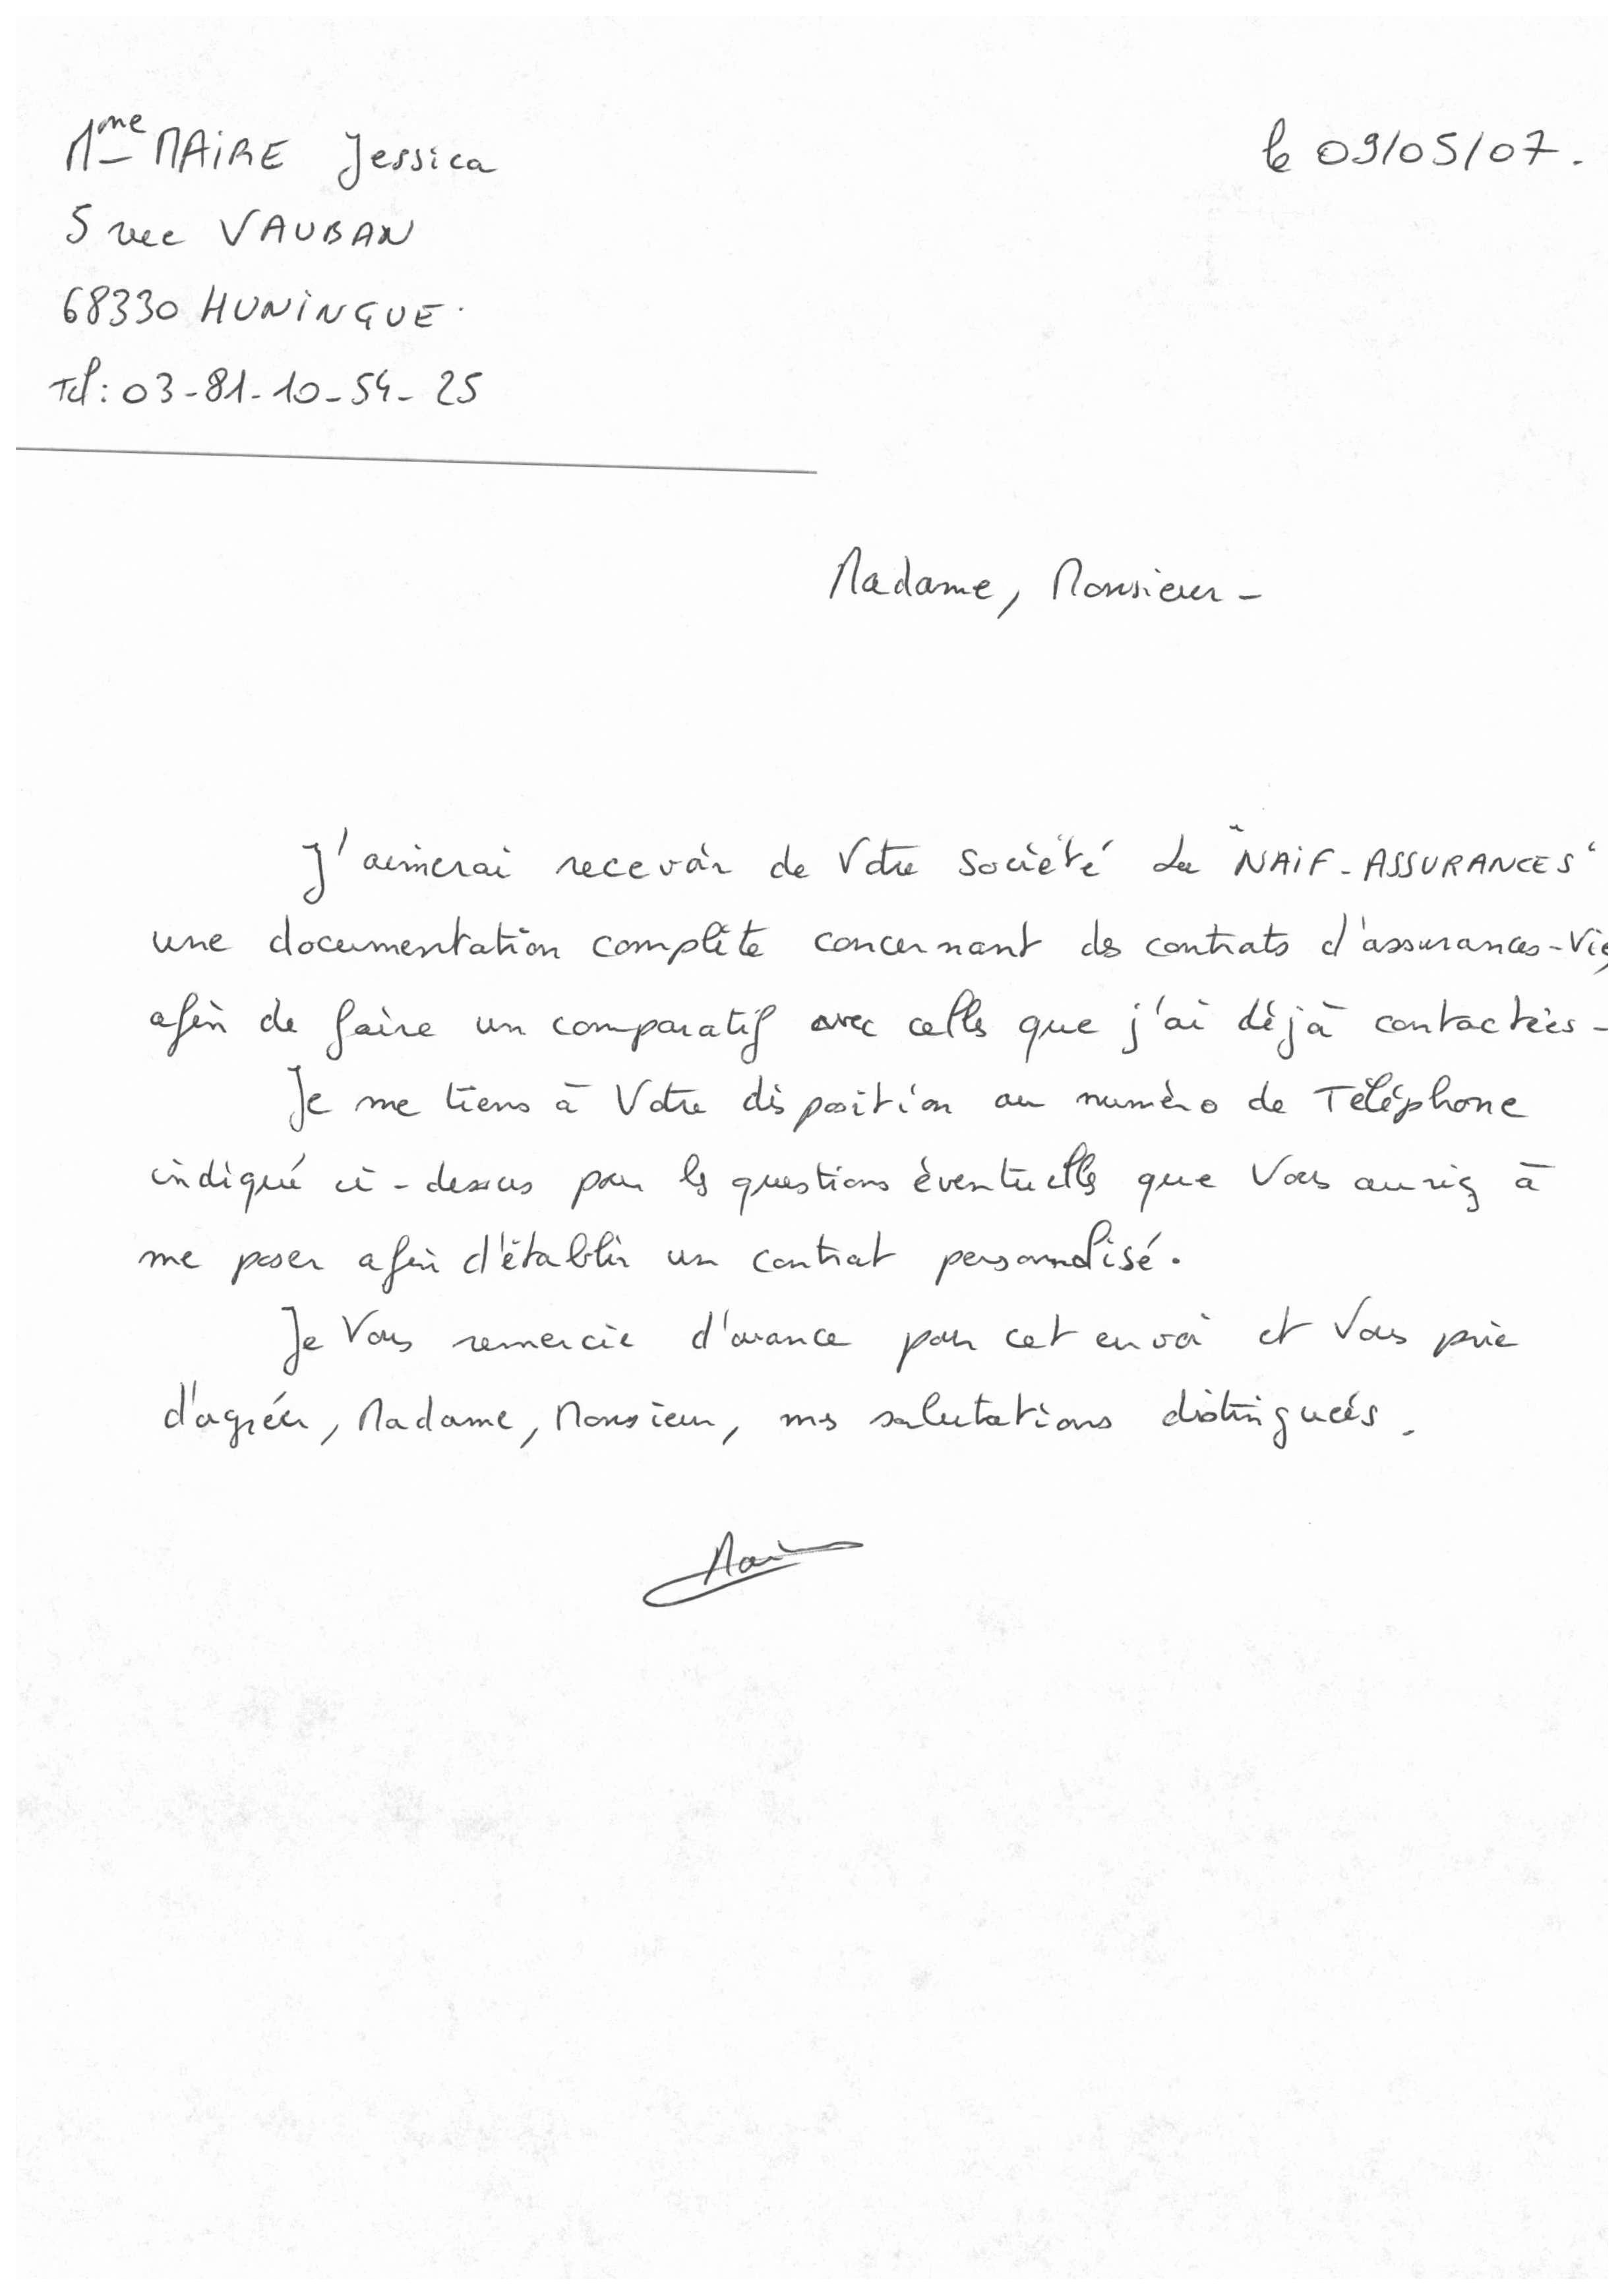 Mme MAIRE Jessica
le 09/05/07.
5 rue VAUBAN
68330 HUNINGUE.
Tel : 03-81-10-54-25
Madame, Monsieur -
J'aimerai recevoir de Votre Société La "NAIF-ASSURANCES"
une documentation complète concernant des contrats d'assurances-Vie,
afin de faire un comparatif avec celles que j'ai déjà contactées -
Je me tiens à Votre disposition au numéro de Téléphone
indiqué ci-dessus pour les questions éventuelles que Vous auriez à
me poser afin d'établir un contrat personnalisé.
Je Vous remercie d'avance pour cet envoi et Vous prie
d'agréer, Madame, Monsieur, mes salutations distinguées.